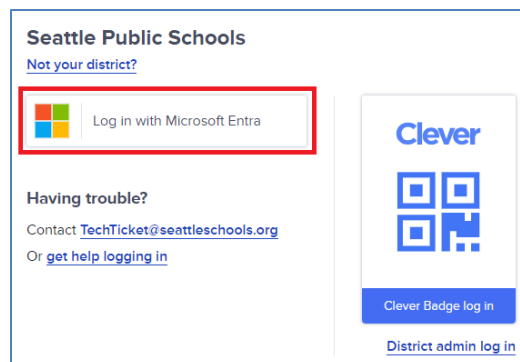 Seattle Public Schools
Not your district?
Log in with Microsoft Entra
Having trouble?
Contact TechTicket@seattleschools.org
Or get help logging in
Clever
Clever Badge log in
District admin log in